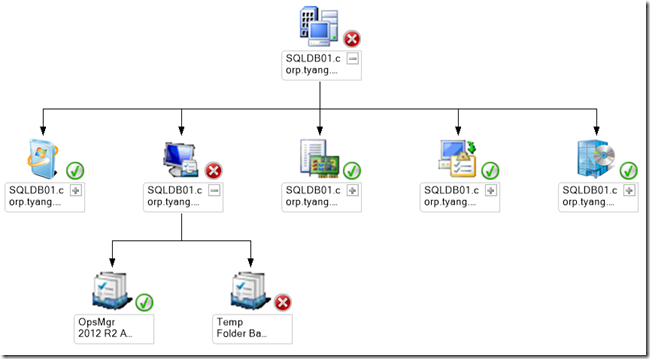 SQLDB01.c
orp.tyang....
SQLDB01.c
orp.tyang....
SQLDB01.c
orp.tyang....
SQLDB01.c
orp.tyang....
SQLDB01.c
orp.tyang....
SQLDB01.c
orp.tyang....
OpsMgr
2012 R2 A...
Temp
Folder Ba...